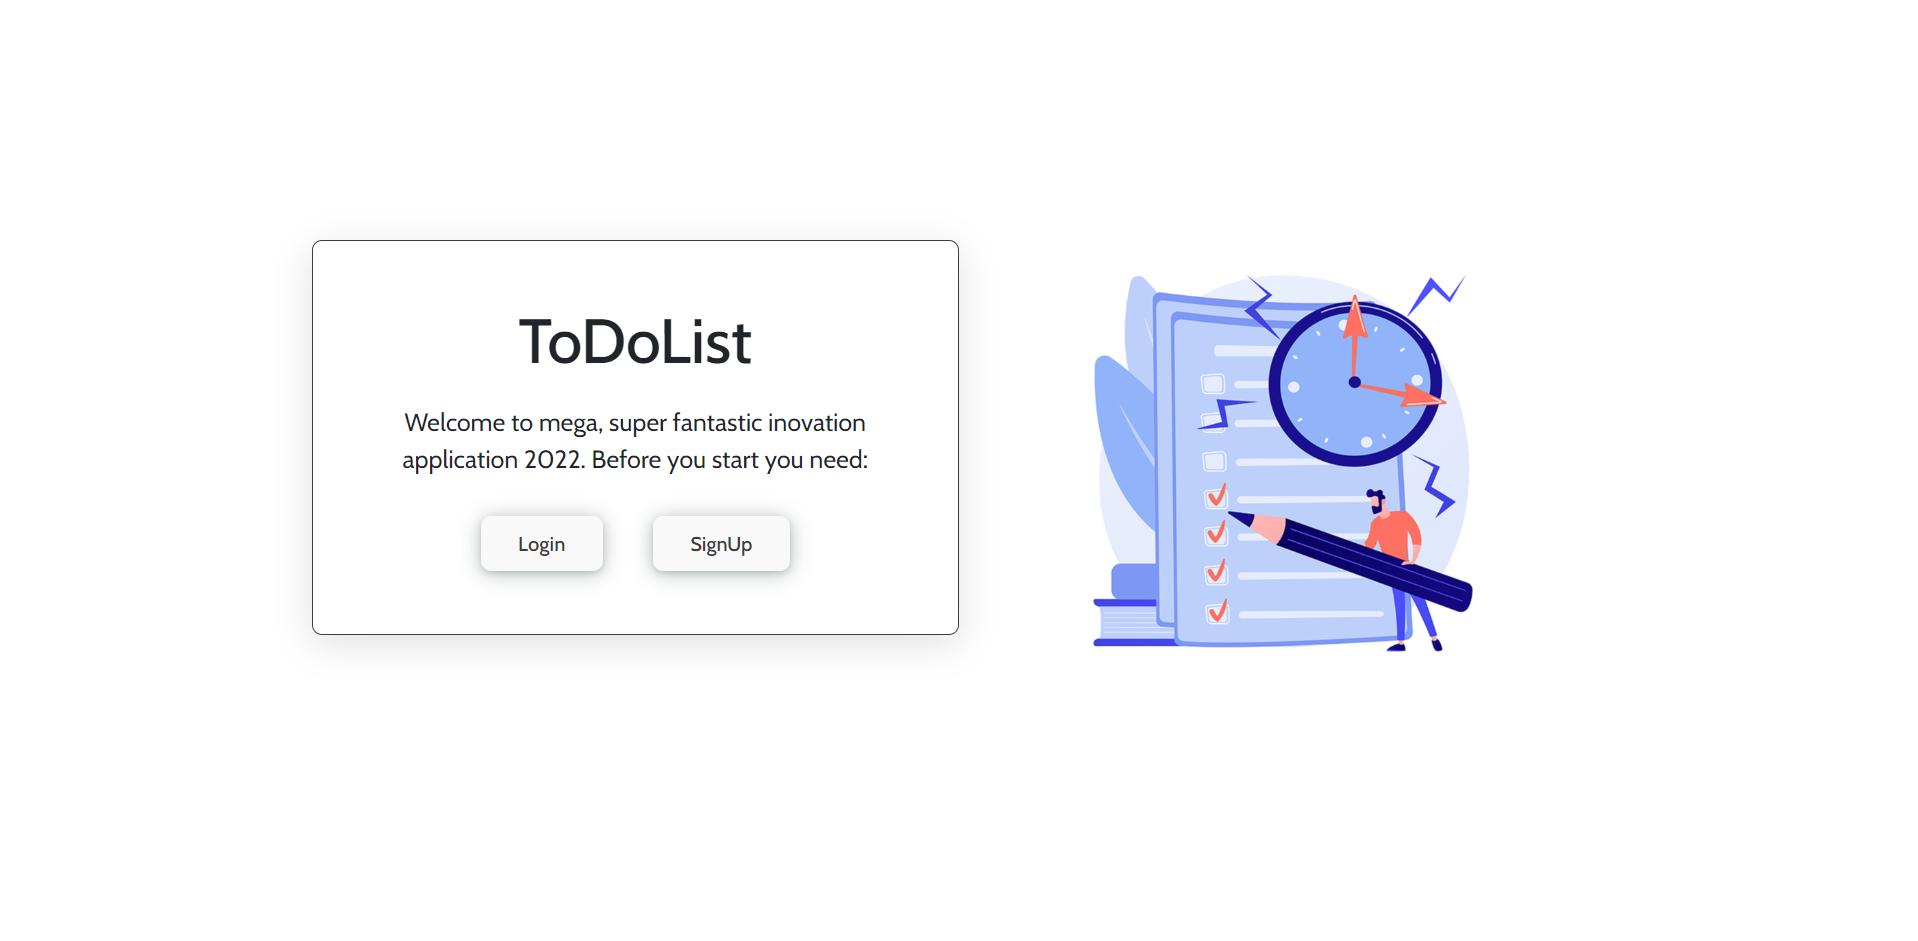 ToDoList
Welcome to mega, super fantastic inovation
application 2022. Before you start you need:
Login
SignUp